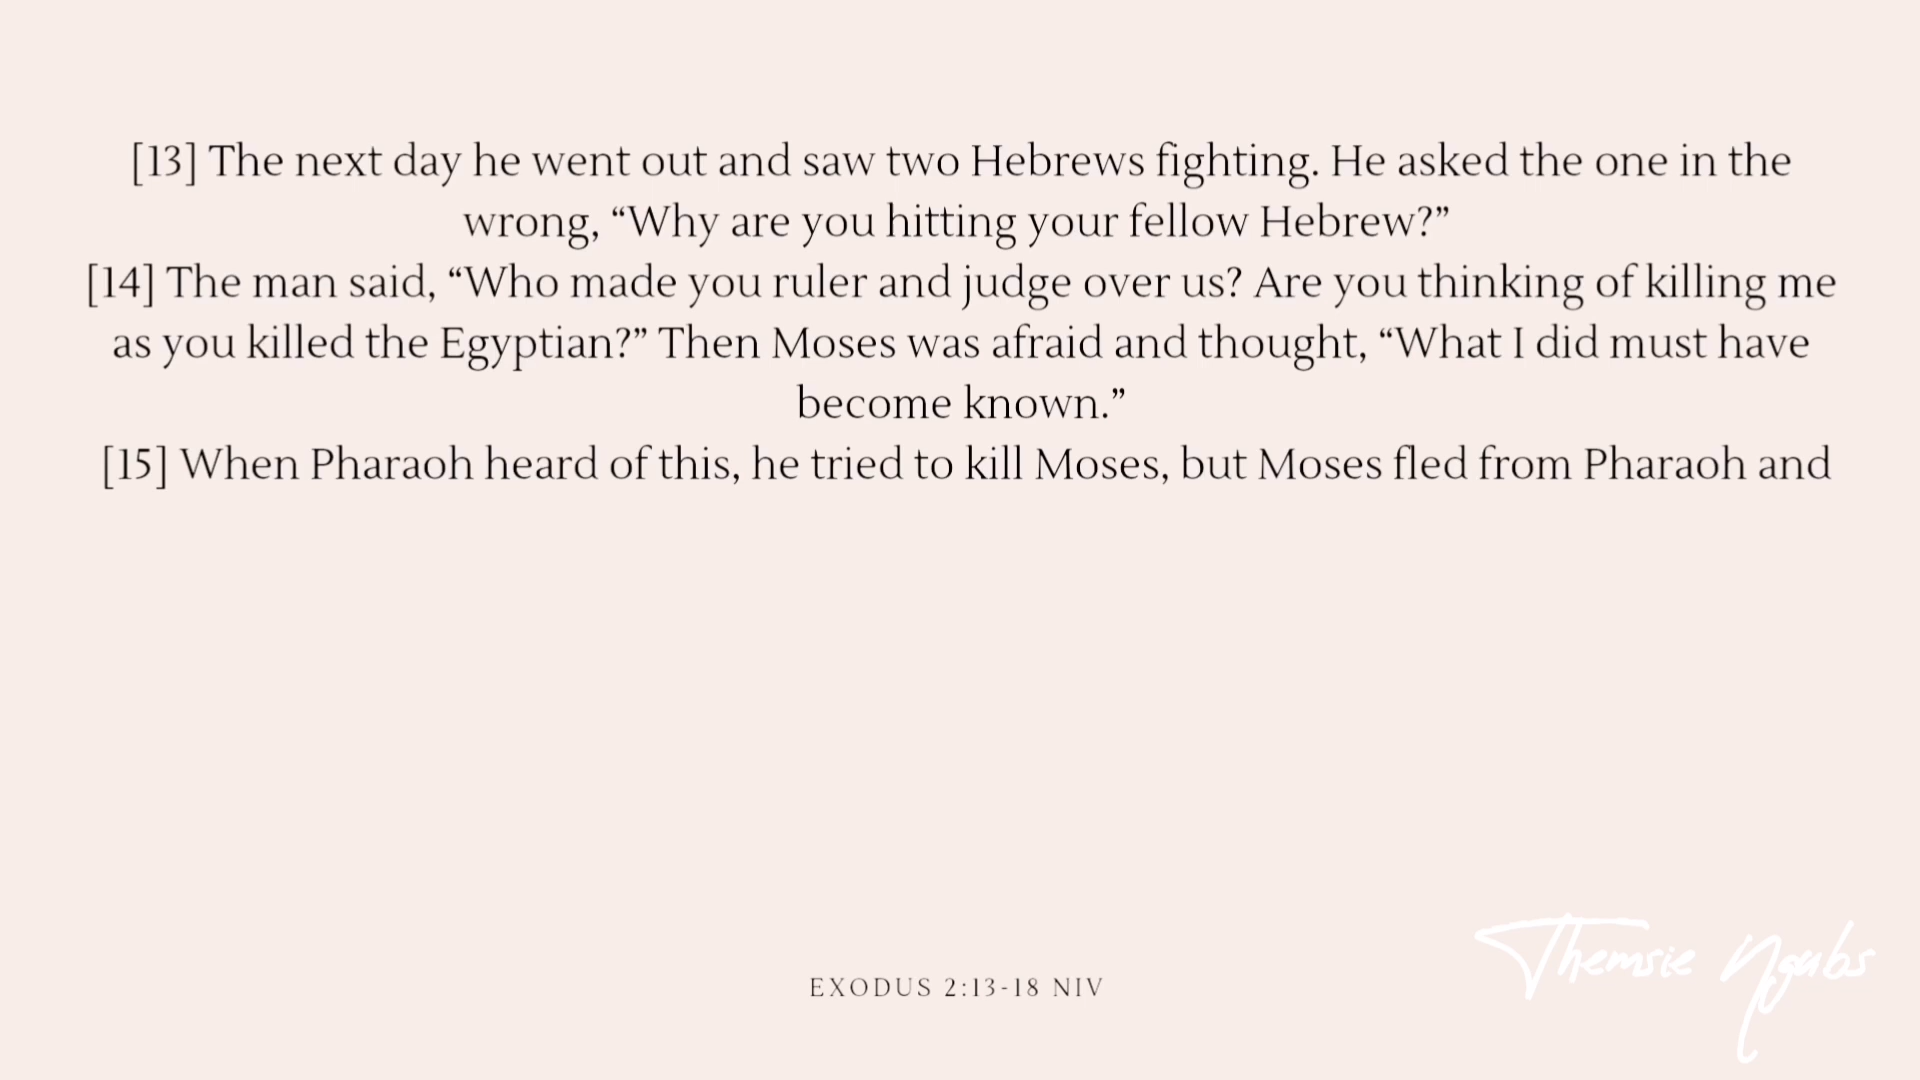 [13] The next day he went out and saw two Hebrews fighting. He asked the one in the
wrong, “Why are you hitting your fellow Hebrew?”
[14] The man said, “Who made you ruler and judge over us? Are you thinking of killing me
as you killed the Egyptian?” Then Moses was afraid and thought, “What I did must have
become known.”
[15] When Pharaoh heard of this, he tried to kill Moses, but Moses fled from Pharaoh and
EXODUS 2:13-18 NIV
Themsie Nqubs